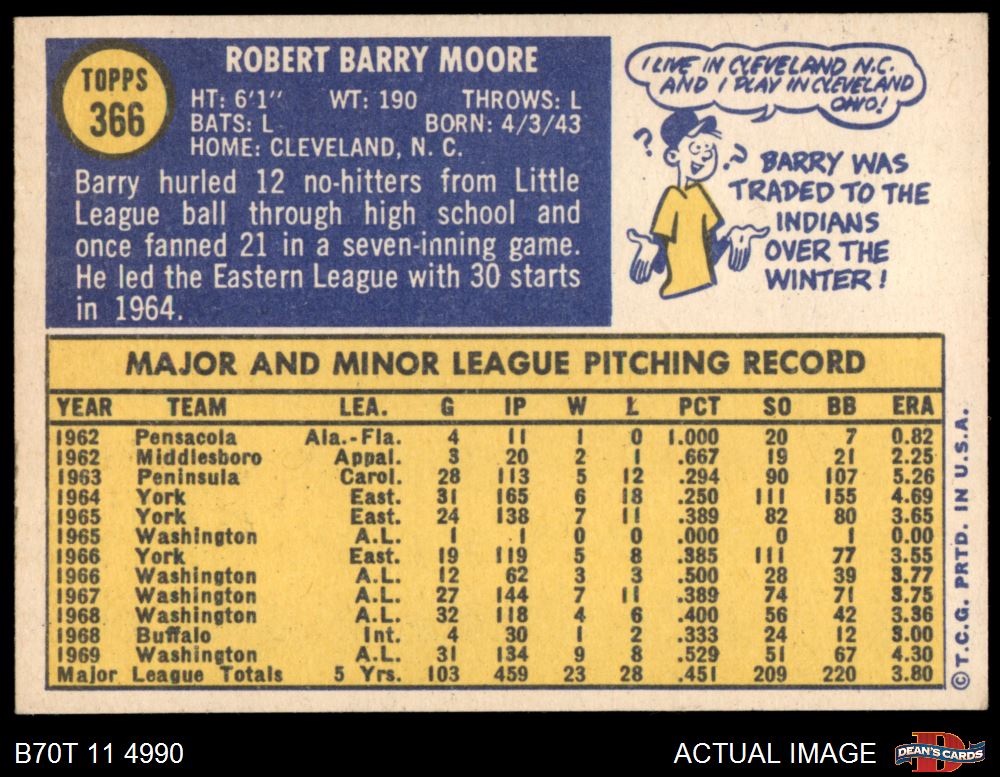 TOPPS
366
ROBERT BARRY MOORE
HT: 6'1" WT: 190 THROWS: L
BATS: L BORN: 4/3/43
HOME: CLEVELAND, N. C.
Barry hurled 12 no-hitters from Little
League ball through high school and
once fanned 21 in a seven-inning game.
He led the Eastern League with 30 starts
in 1964.
I LIVE IN CLEVELAND N.C.
AND I PLAY IN CLEVELAND
OHIO!
? ?
BARRY WAS
TRADED TO THE
INDIANS
OVER THE
WINTER!
MAJOR AND MINOR LEAGUE PITCHING RECORD
YEAR TEAM LEA. G IP W L PCT SO BB ERA
1962 Pensacola Ala.-Fla. 4 11 1 0 1.000 20 7 0.82
1962 Middlesboro Appal. 3 20 2 1 .667 19 21 2.25
1963 Peninsula Carol. 28 113 5 12 .294 90 107 5.26
1964 York East. 31 165 6 18 .250 111 155 4.69
1965 York East. 24 138 7 11 .389 82 80 3.65
1965 Washington A.L. 1 1 0 0 .000 0 1 0.00
1966 York East. 19 119 5 8 .385 111 77 3.55
1966 Washington A.L. 12 62 3 3 .500 28 39 3.77
1967 Washington A.L. 27 144 7 11 .389 74 71 3.75
1968 Washington A.L. 32 118 4 6 .400 56 42 3.36
1968 Buffalo Int. 4 30 1 2 .333 24 12 3.00
1969 Washington A.L. 31 134 9 8 .529 51 67 4.30
Major League Totals 5 Yrs. 103 459 23 28 .451 209 220 3.80
© T.C.G. PRTD. IN U.S.A.
B70T 11 4990
ACTUAL IMAGE
D
DEAN'S CARDS